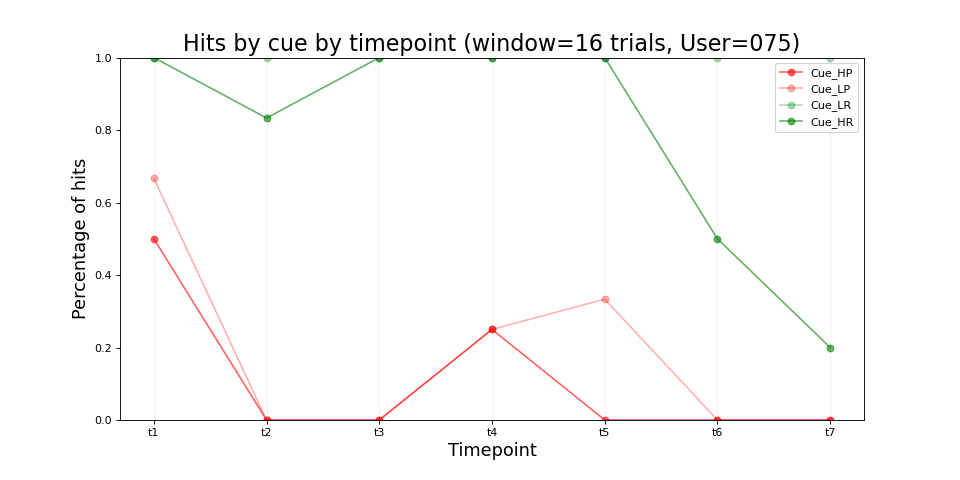 Hits by cue by timepoint (window=16 trials, User=075)
Percentage of hits
1.0
0.8
0.6
0.4
0.2
0.0
Cue_HP
Cue_LP
Cue_LR
Cue_HR
t1 t2 t3 t4 t5 t6 t7
Timepoint